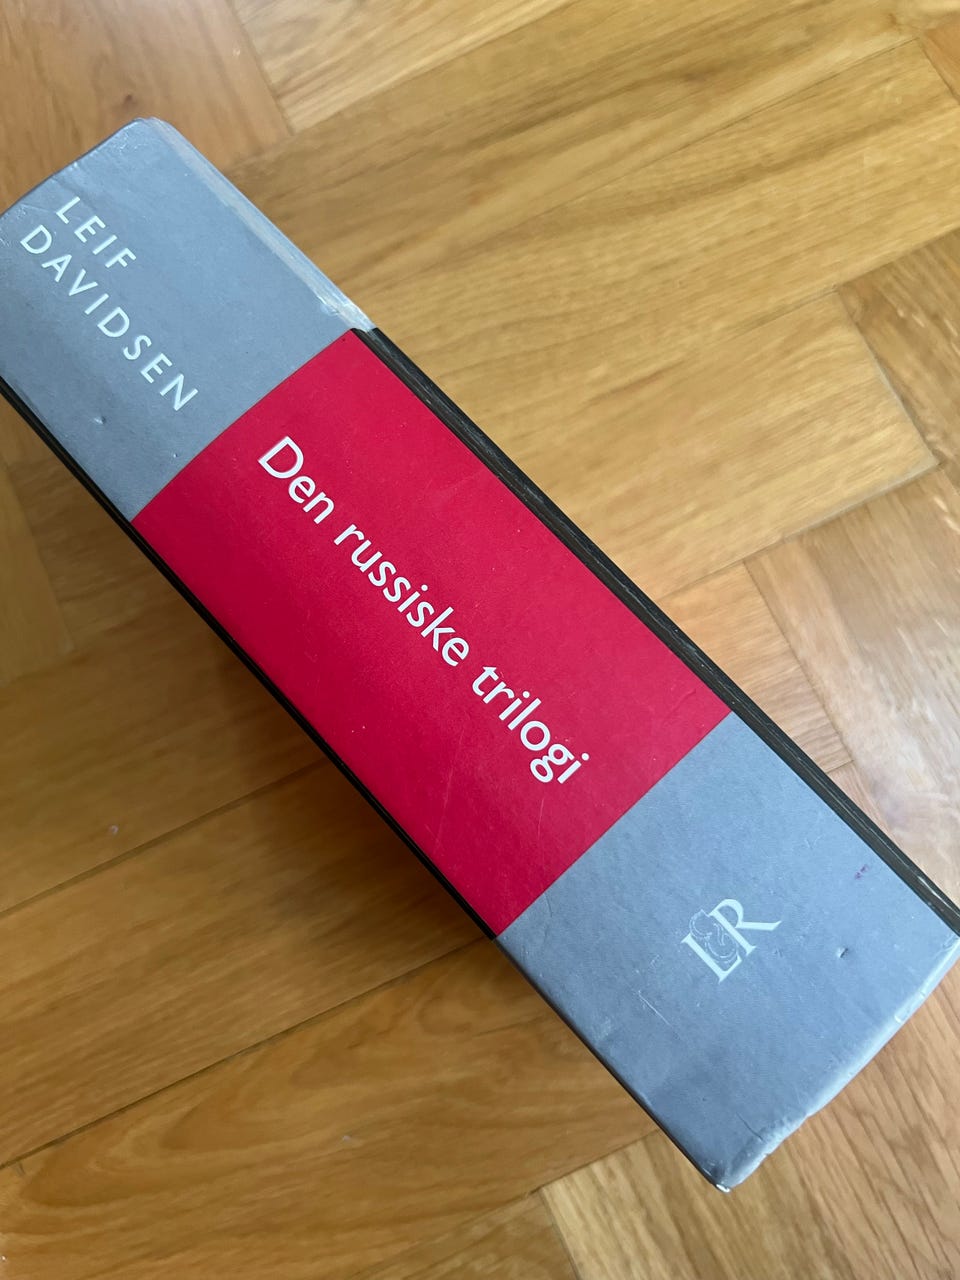 LEIF
DAVIDSEN
Den russiske trilogi
L&R